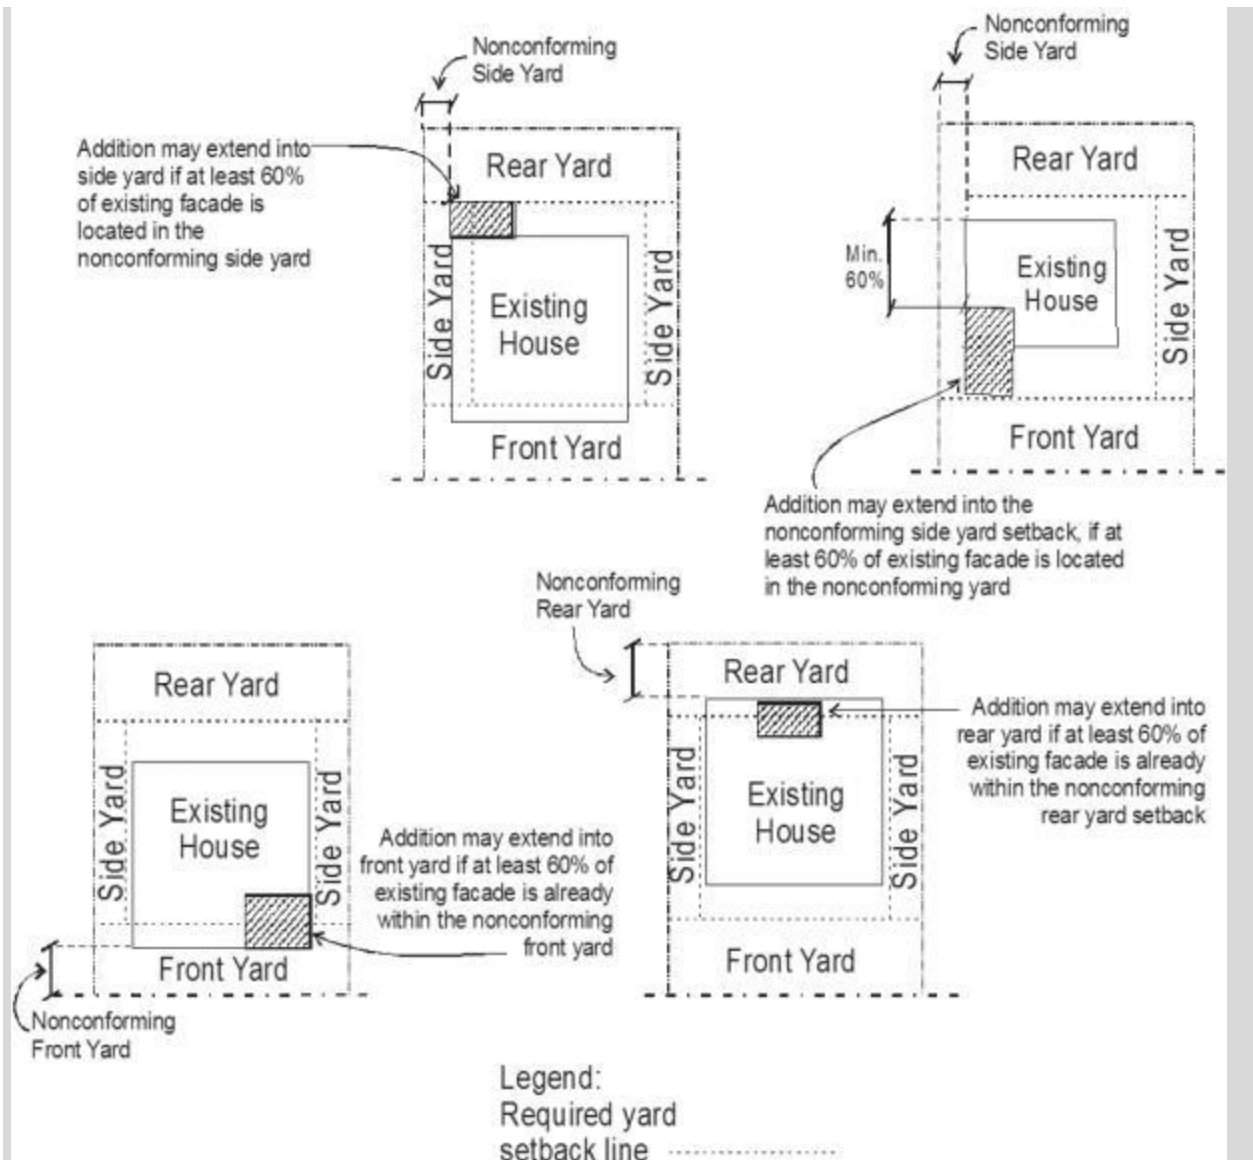 Nonconforming
Side Yard
Addition may extend into
side yard if at least 60%
of existing facade is
located in the
nonconforming side yard
Rear Yard
Side Yard
Existing
House
Side Yard
Front Yard
Nonconforming
Side Yard
Rear Yard
Min.
60%
Existing
House
Side Yard
Front Yard
Addition may extend into the
nonconforming side yard setback, if at
least 60% of existing facade is located
in the nonconforming yard
Rear Yard
Side Yard
Existing
House
Side Yard
Addition may extend into
front yard if at least 60% of
existing facade is already
within the nonconforming
front yard
Front Yard
Nonconforming
Front Yard
Nonconforming
Rear Yard
Rear Yard
Addition may extend into
rear yard if at least 60% of
existing facade is already
within the nonconforming
rear yard setback
Side Yard
Existing
House
Side Yard
Front Yard
Legend:
Required yard
setback line